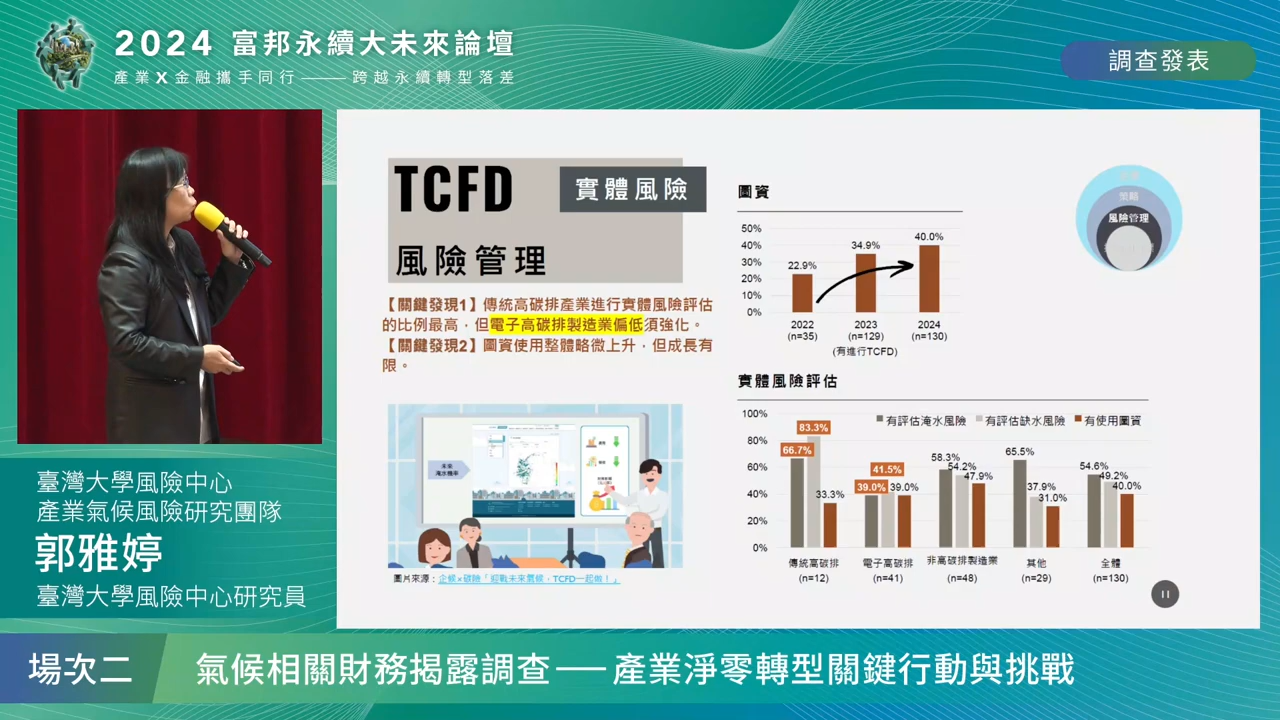 2024 富邦永續大未來論壇
產業X金融攜手同行——跨越永續轉型落差
調查發表
TCFD
實體風險
風險管理
【關鍵發現1】傳統高碳排產業進行實體風險評估
的比例最高，但電子高碳排製造業偏低須強化。
【關鍵發現2】圖資使用整體略微上升，但成長有
限。
未來
淹水機率
圖片來源：企候×碳險「迎戰未來氣候，TCFD一起做！」
圖資
50%
40%
30%
20%
10%
0%
22.9%
34.9%
40.0%
2022
(n=35)
2023
(n=129)
2024
(n=130)
(有進行TCFD)
策略
風險管理
實體風險評估
100%
80%
60%
40%
20%
0%
有評估淹水風險
有評估缺水風險
有使用圖資
66.7%
83.3%
33.3%
39.0%
41.5%
39.0%
58.3%
54.2%
47.9%
65.5%
37.9%
31.0%
54.6%
49.2%
40.0%
傳統高碳排
(n=12)
電子高碳排
(n=41)
非高碳排製造業
(n=48)
其他
(n=29)
全體
(n=130)
臺灣大學風險中心
產業氣候風險研究團隊
郭雅婷
臺灣大學風險中心研究員
場次二
氣候相關財務揭露調查——產業淨零轉型關鍵行動與挑戰